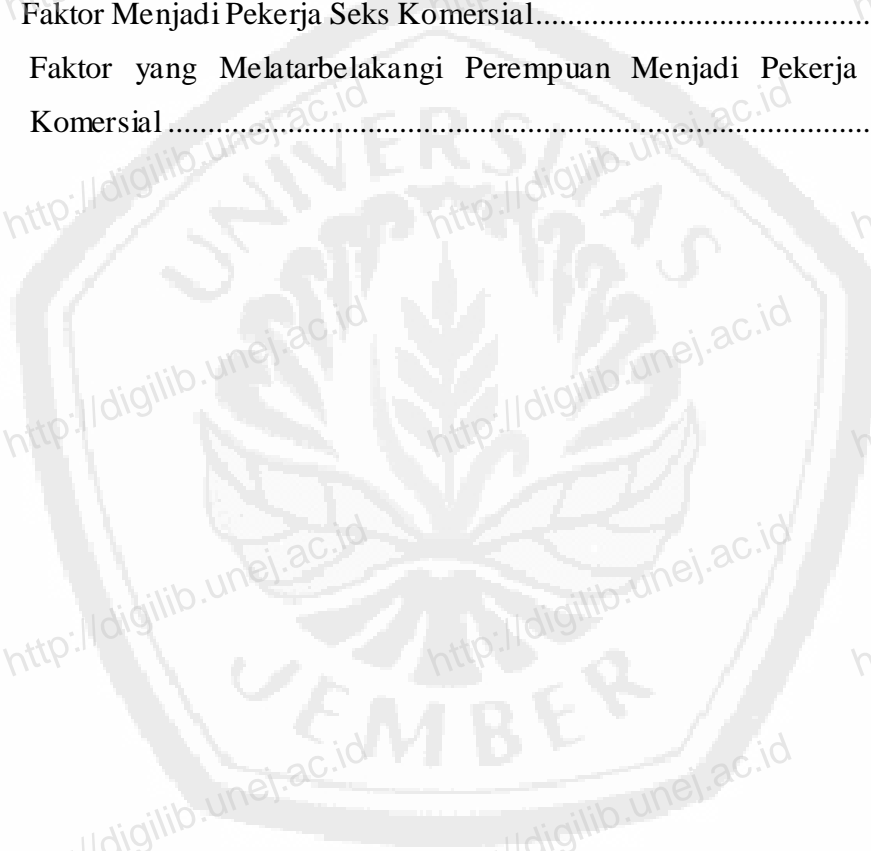 Faktor Menjadi Pekerja Seks Komersial.......................................
Faktor yang Melatarbelakangi Perempuan Menjadi Pekerja
Komersial................................................................................
UNIVERSITAS
JEMBER
http://digilib.unej.ac.id
http://digilib.unej.ac.id
http://digilib.unej.ac.id
http://digilib.unej.ac.id
http://digilib.unej.ac.id
http://digilib.unej.ac.id
http://digilib.unej.ac.id
http://digilib.unej.ac.id